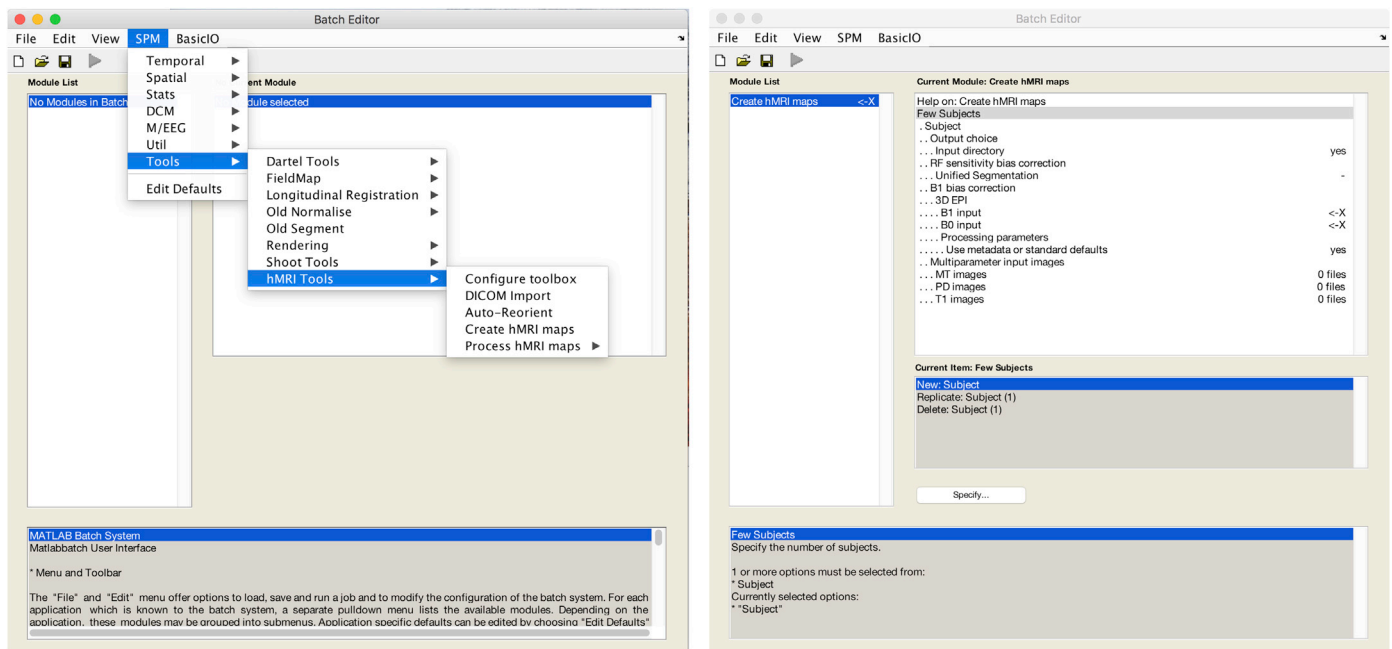 Batch Editor
File Edit View SPM BasicIO
Module List
No Modules in Batch
ent Module
dule selected
Temporal
Spatial
Stats
DCM
M/EEG
Util
Tools
Edit Defaults
Dartel Tools
FieldMap
Longitudinal Registration
Old Normalise
Old Segment
Rendering
Shoot Tools
hMRI Tools
Configure toolbox
DICOM Import
Auto-Reorient
Create hMRI maps
Process hMRI maps
MATLAB Batch System
Matlabbatch User Interface
* Menu and Toolbar
The "File" and "Edit" menu offer options to load, save and run a job and to modify the configuration of the batch system. For each
application which is known to the batch system, a separate pulldown menu lists the available modules. Depending on the
application, these modules may be grouped into submenus. Application specific defaults can be edited by choosing "Edit Defaults"
Batch Editor
File Edit View SPM BasicIO
Module List
Create hMRI maps <-X
Current Module: Create hMRI maps
Help on: Create hMRI maps
Few Subjects
. Subject
. . Output choice
. . . Input directory yes
. . RF sensitivity bias correction
. . . Unified Segmentation -
. . B1 bias correction
. . . 3D EPI
. . . . B1 input <-X
. . . . B0 input <-X
. . . . Processing parameters
. . . . . Use metadata or standard defaults yes
. . Multiparameter input images
. . . MT images 0 files
. . . PD images 0 files
. . . T1 images 0 files
Current Item: Few Subjects
New: Subject
Replicate: Subject (1)
Delete: Subject (1)
Specify...
Few Subjects
Specify the number of subjects.
1 or more options must be selected from:
* Subject
Currently selected options:
* "Subject"